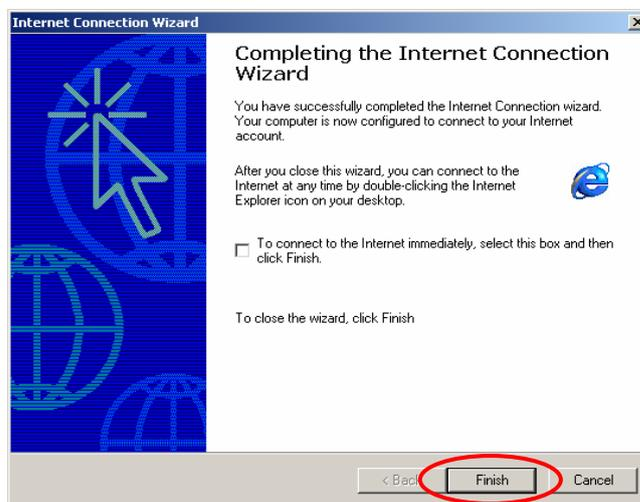 Internet Connection Wizard
Completing the Internet Connection
Wizard
You have successfully completed the Internet Connection wizard.
Your computer is now configured to connect to your Internet
account.
After you close this wizard, you can connect to the
Internet at any time by double-clicking the Internet
Explorer icon on your desktop.
To connect to the Internet immediately, select this box and then
click Finish.
To close the wizard, click Finish
< Back Finish Cancel